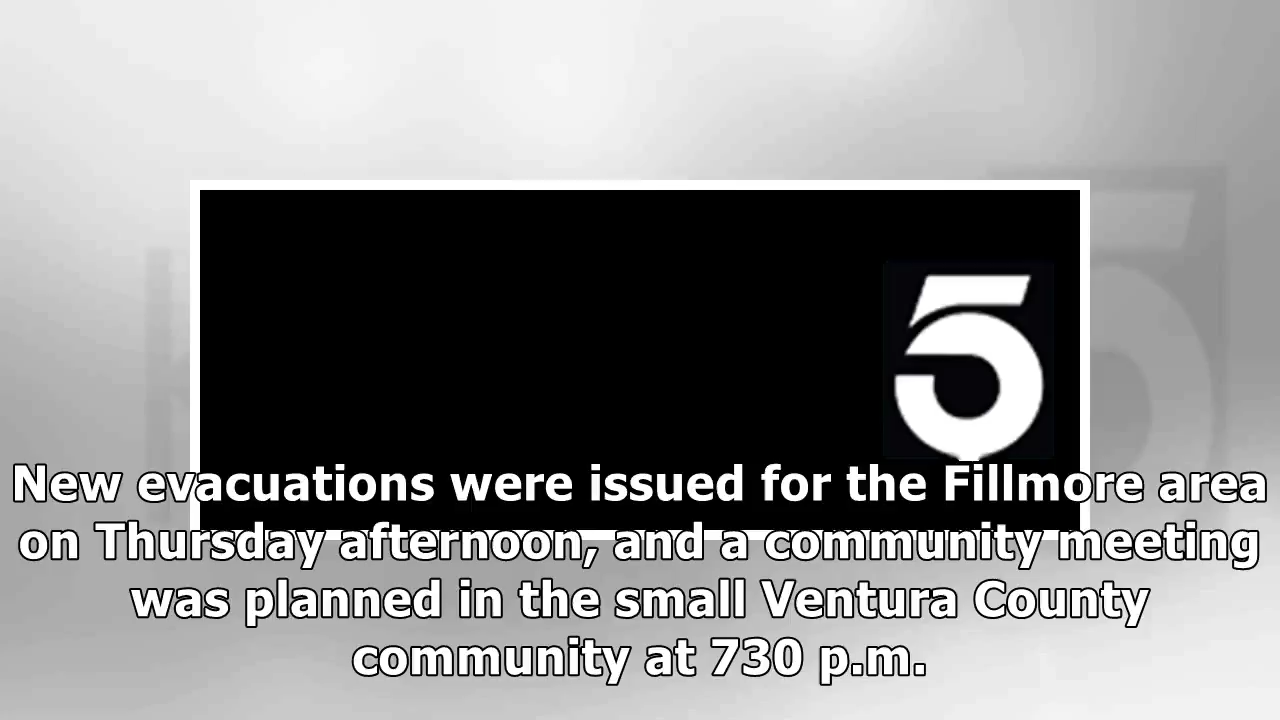 5
New evacuations were issued for the Fillmore area
on Thursday afternoon, and a community meeting
was planned in the small Ventura County
community at 730 p.m.